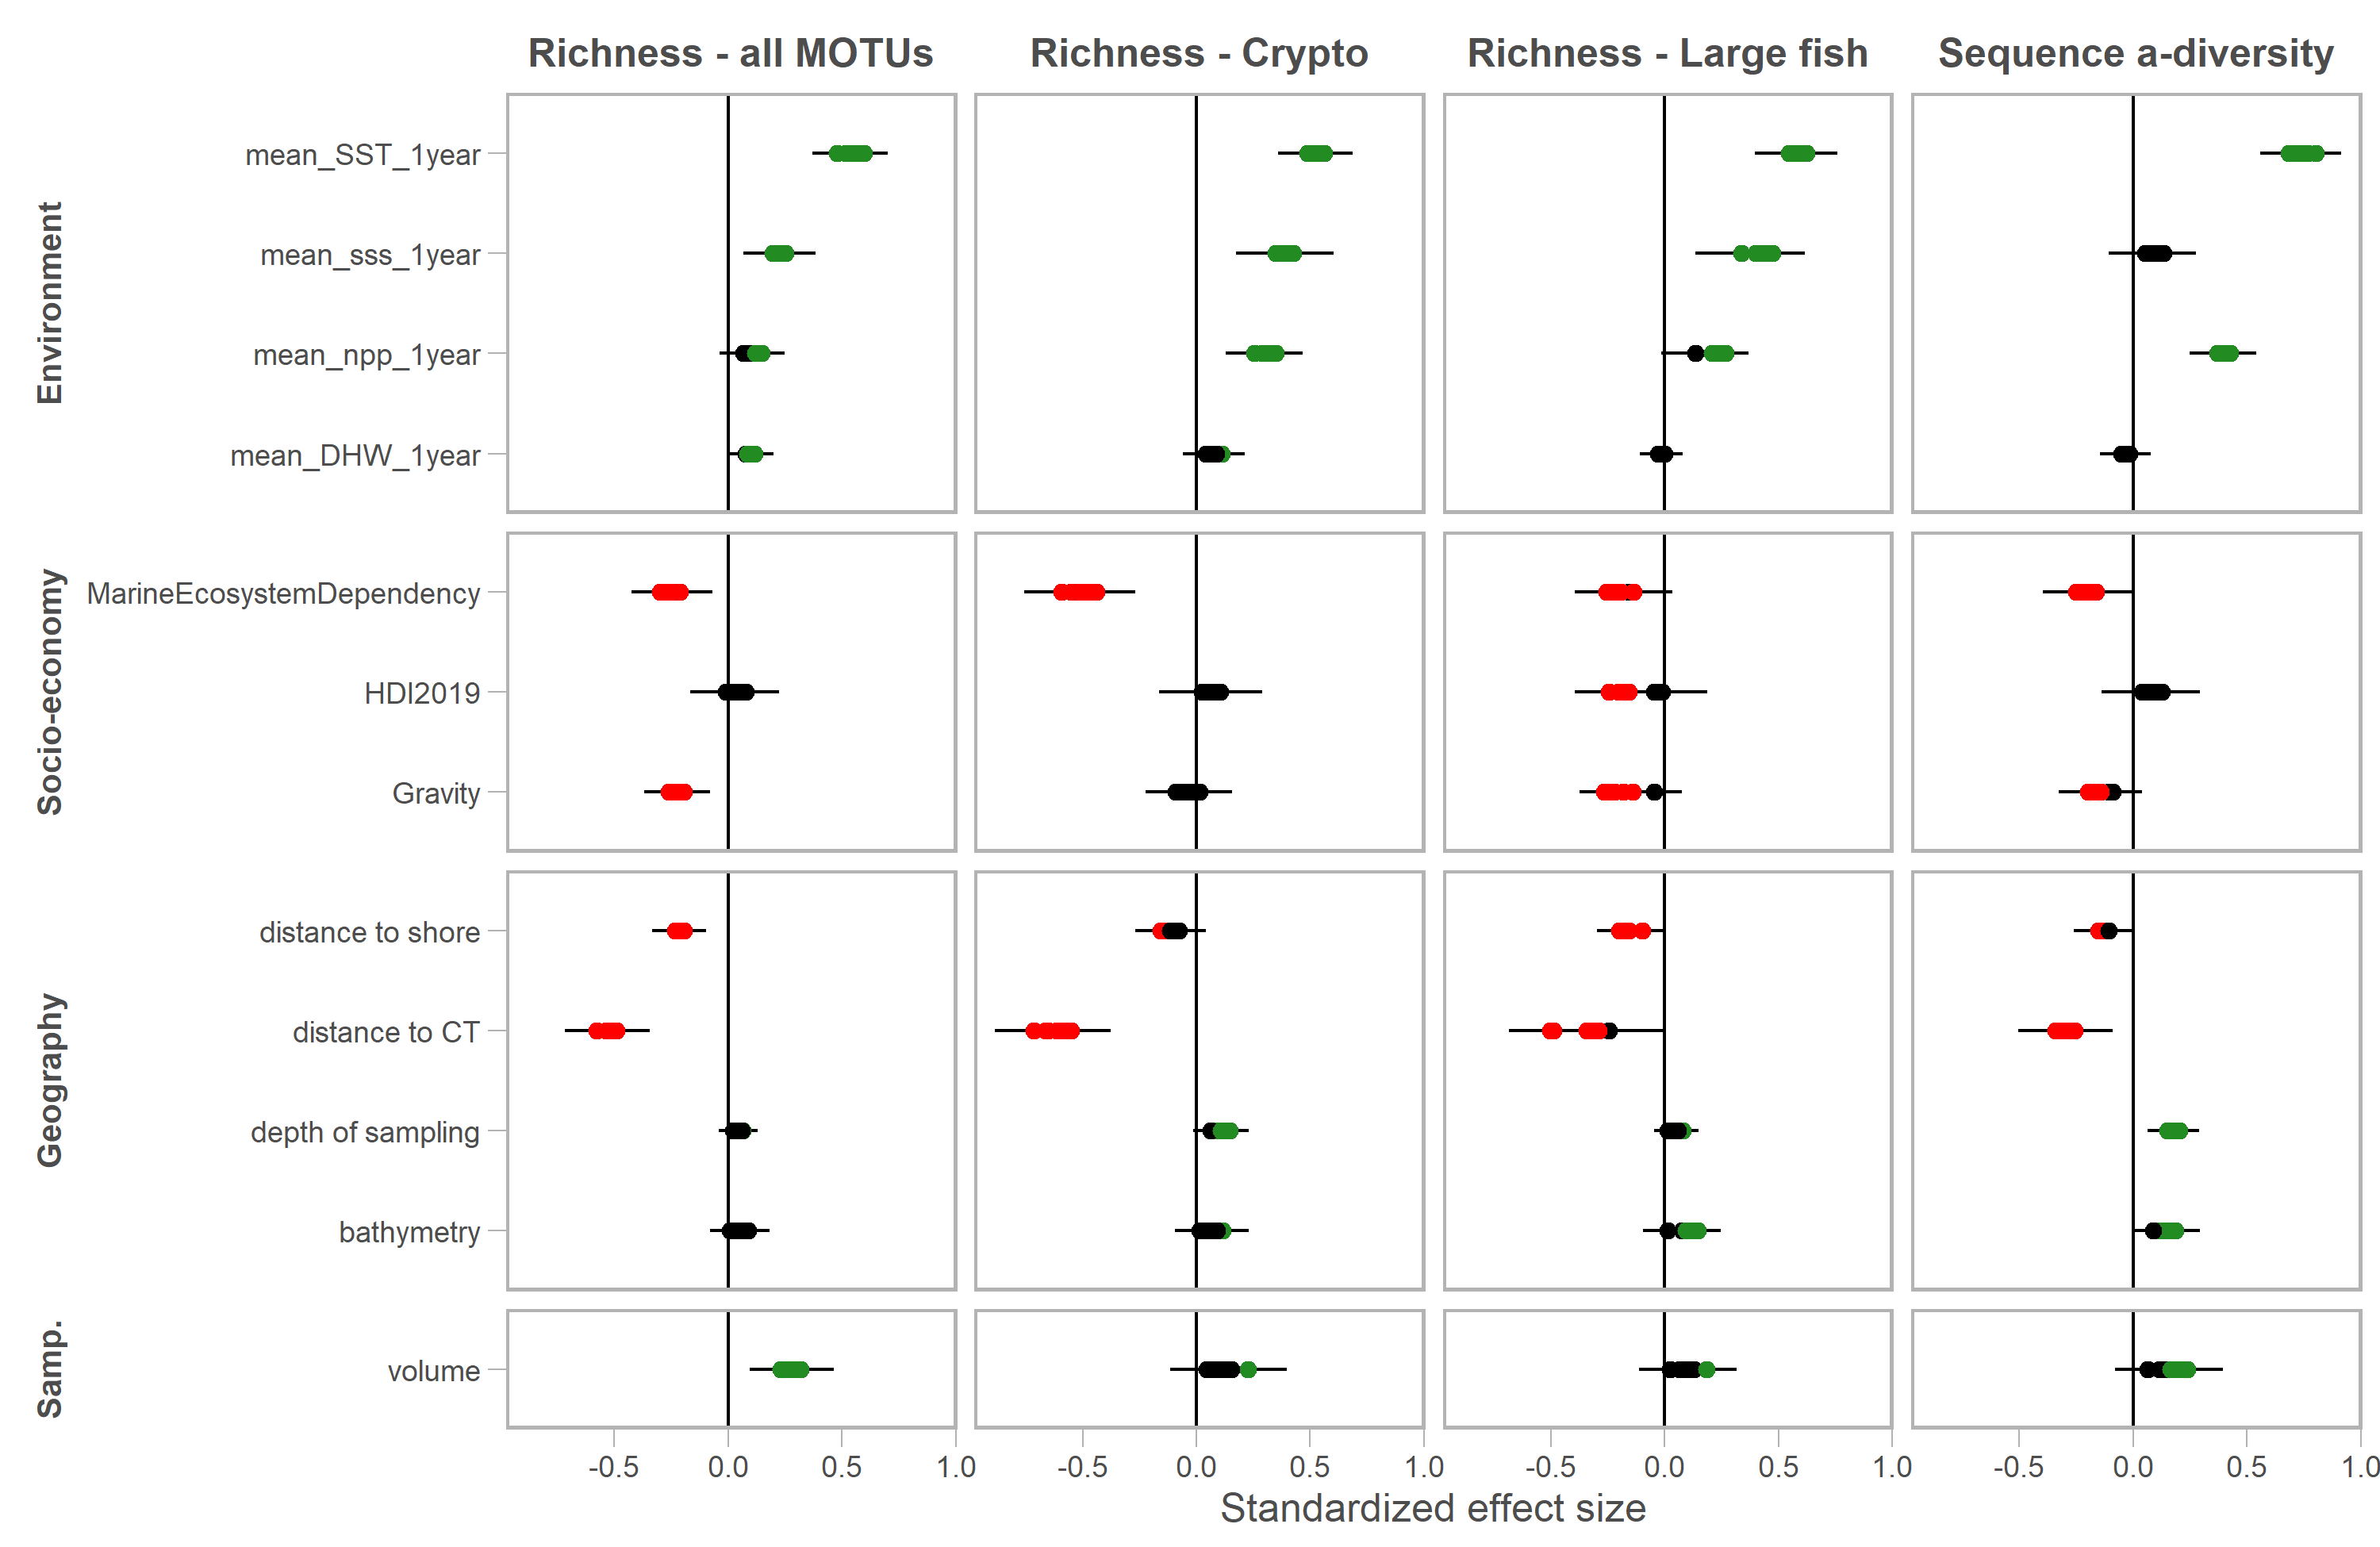 Richness - all MOTUs
Richness - Crypto
Richness - Large fish
Sequence a-diversity
Environment
mean_SST_1year
mean_sss_1year
mean_npp_1year
mean_DHW_1year
Socio-economy
MarineEcosystemDependency
HDI2019
Gravity
Geography
distance to shore
distance to CT
depth of sampling
bathymetry
Samp.
volume
-0.5 0.0 0.5 1.0 -0.5 0.0 0.5 1.0 -0.5 0.0 0.5 1.0 -0.5 0.0 0.5 1.0
Standardized effect size